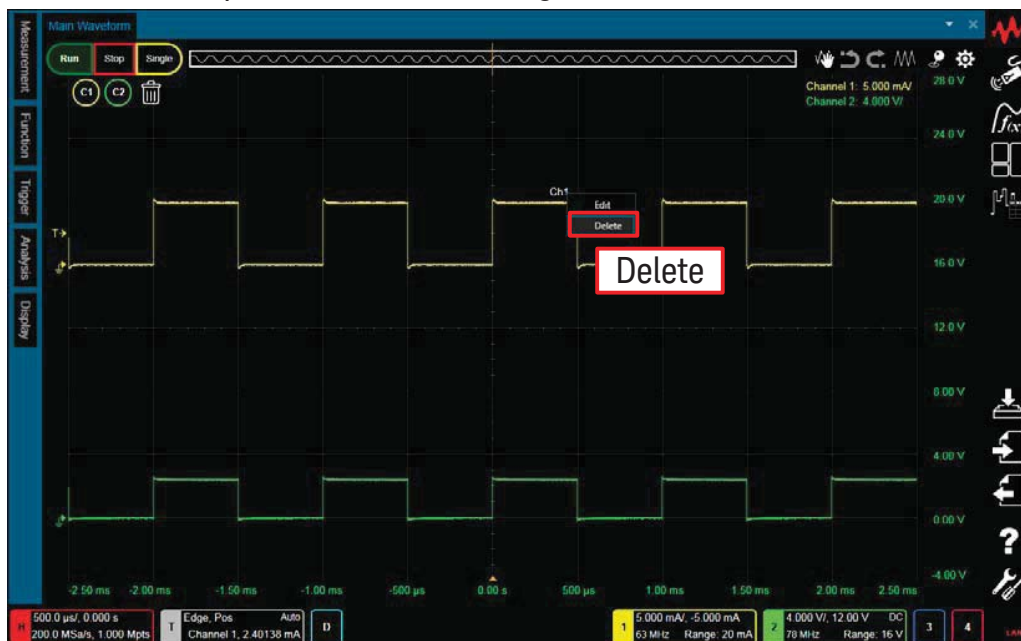 Main Waveform
Measurement
Function
Trigger
Analysis
Display
Run Stop Single
C1 C2
Channel 1: 5.000 mA/
Channel 2: 4.000 V/
f(x)
28.0 V
24.0 V
20.0 V
16.0 V
12.0 V
8.00 V
4.00 V
0.00 V
-4.00 V
Ch1
Edit
Delete
Delete
T
-2.50 ms -2.00 ms -1.50 ms -1.00 ms -500 µs 0.00 s 500 µs 1.00 ms 1.50 ms 2.00 ms 2.50 ms
?
H
500.0 µs/, 0.000 s
200.0 MSa/s, 1.000 Mpts
T
Edge, Pos Auto
Channel 1, 2.40138 mA
D
1
5.000 mA/, -5.000 mA
63 MHz Range: 20 mA
2
4.000 V/, 12.00 V DC
78 MHz Range: 16 V
3
4
LAN